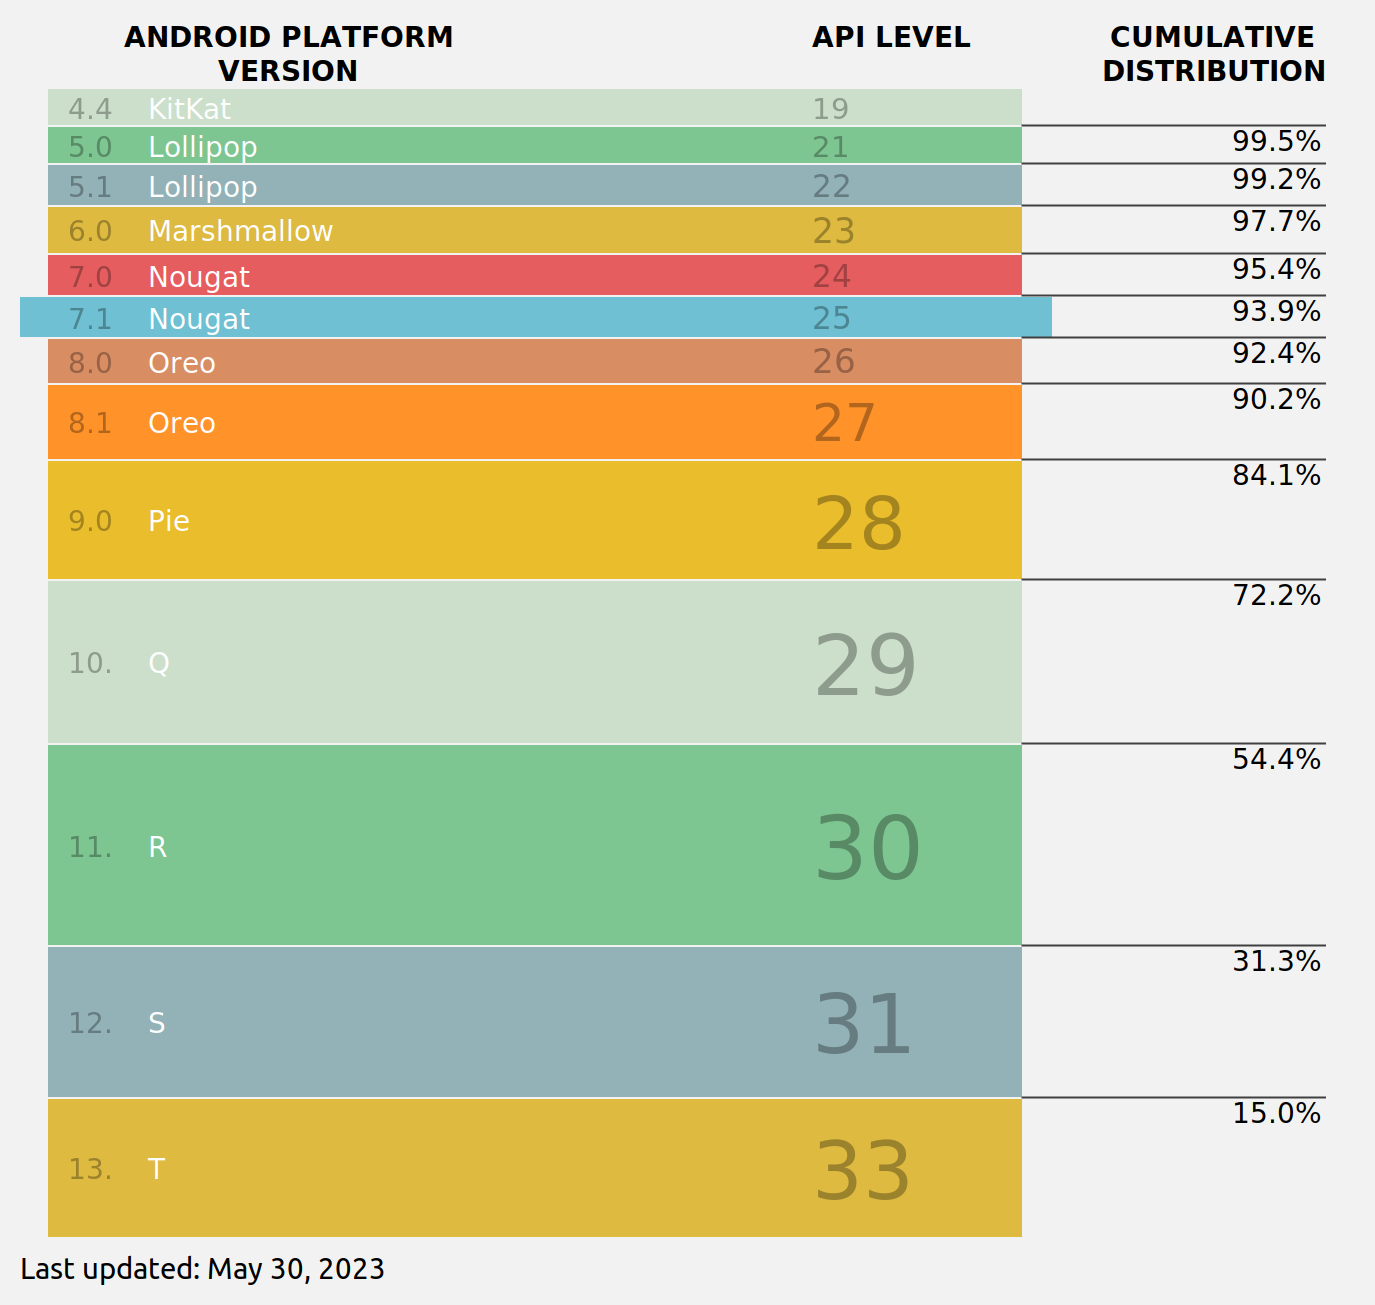 ANDROID PLATFORM
VERSION
API LEVEL
CUMULATIVE
DISTRIBUTION
4.4 KitKat 19
99.5%
5.0 Lollipop 21
99.2%
5.1 Lollipop 22
97.7%
6.0 Marshmallow 23
95.4%
7.0 Nougat 24
93.9%
7.1 Nougat 25
92.4%
8.0 Oreo 26
90.2%
8.1 Oreo 27
84.1%
9.0 Pie 28
72.2%
10. Q 29
54.4%
11. R 30
31.3%
12. S 31
15.0%
13. T 33
Last updated: May 30, 2023